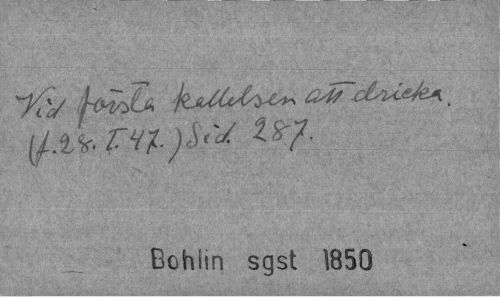 Vid första kallelsen att dricka.
(f. 28. I. 47.) Sid. 287.
Bohlin sgst 1850